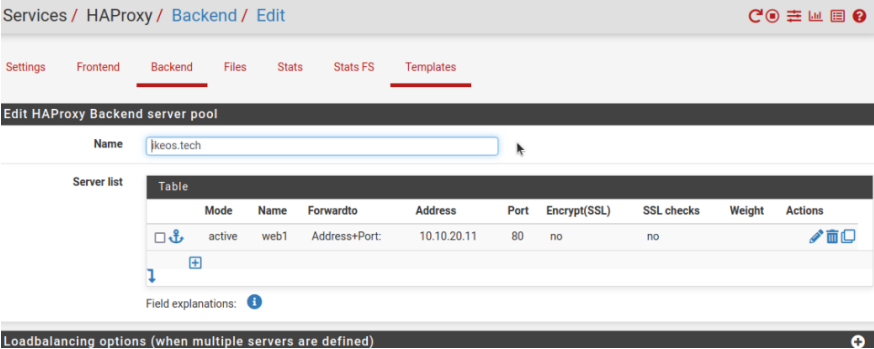 Services / HAProxy / Backend / Edit
Settings Frontend Backend Files Stats Stats FS Templates
Edit HAProxy Backend server pool
Name ikeos.tech
Server list Table
Mode Name Forwardto Address Port Encrypt(SSL) SSL checks Weight Actions
active web1 Address+Port: 10.10.20.11 80 no no
Field explanations:
Loadbalancing options (when multiple servers are defined)